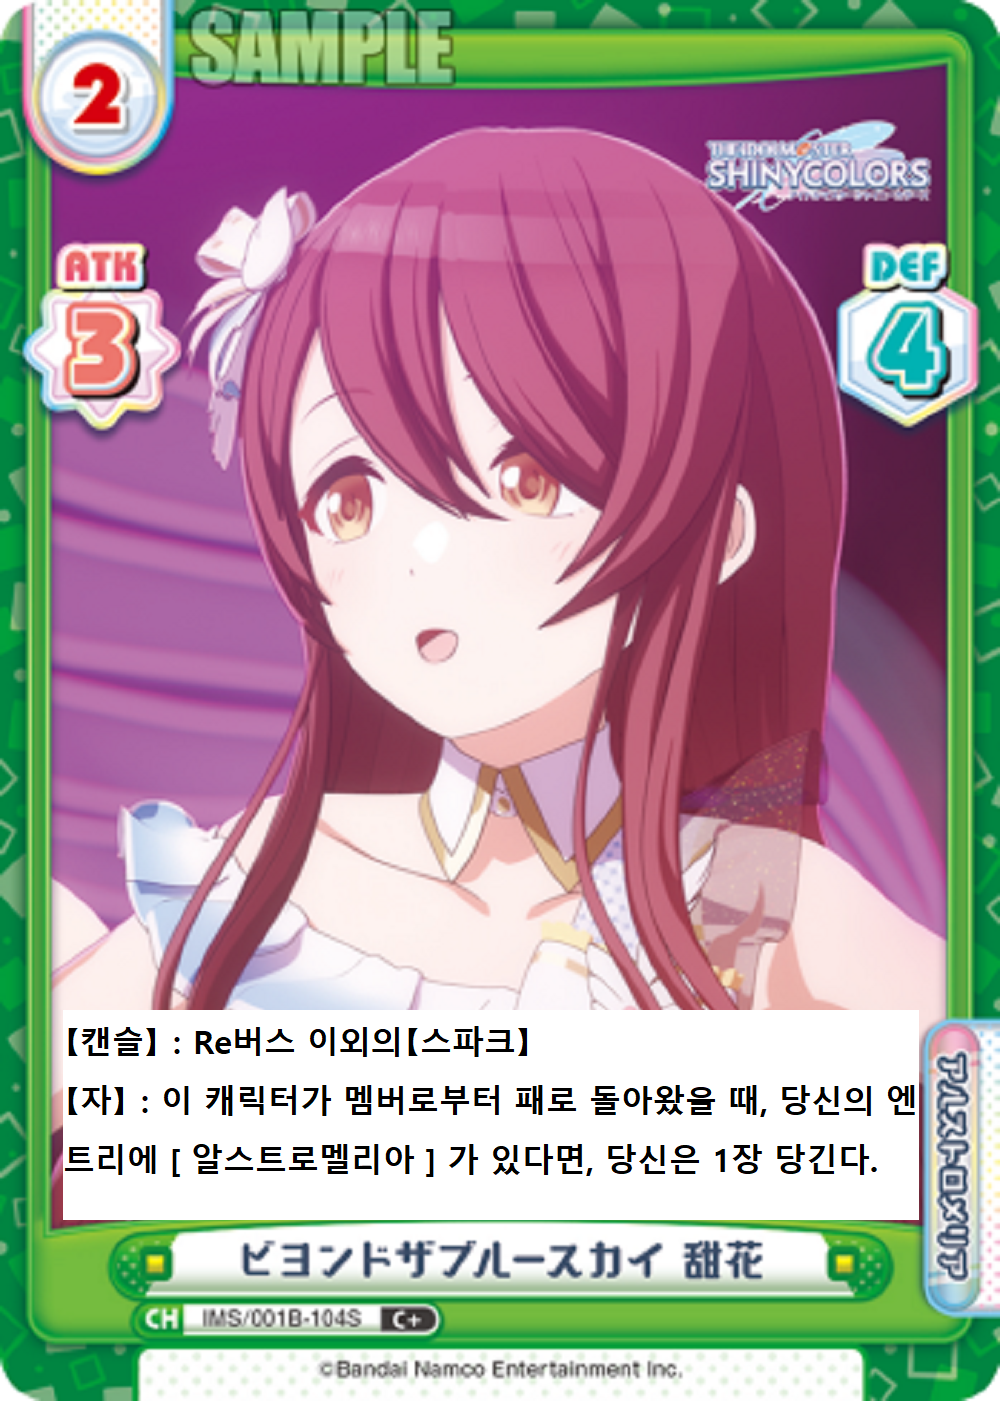 SAMPLE
2
THE IDOLM@STER
SHINYCOLORS
ATK
3
DEF
4
【캔슬】 : Re버스 이외의【스파크】
【자】 : 이 캐릭터가 멤버로부터 패로 돌아왔을 때, 당신의 엔
트리에 [ 알스트로멜리아 ] 가 있다면, 당신은 1장 당긴다.
アルストロメリア
ビヨンドザブルースカイ 甜花
CH IMS/001B-104S C+
©Bandai Namco Entertainment Inc.